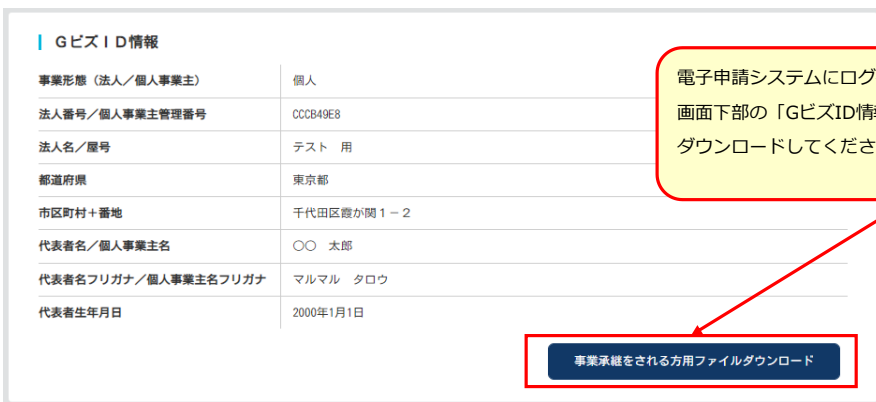 GビズID情報
事業形態（法人／個人事業主） 個人
法人番号／個人事業主管理番号 CCCB49E8
法人名／屋号 テスト　用
都道府県 東京都
市区町村＋番地 千代田区霞が関１－２
代表者名／個人事業主名 〇〇　太郎
代表者名フリガナ／個人事業主名フリガナ マルマル　タロウ
代表者生年月日 2000年1月1日
電子申請システムにログ
画面下部の「GビズID情
ダウンロードしてくださ
事業承継をされる方用ファイルダウンロード